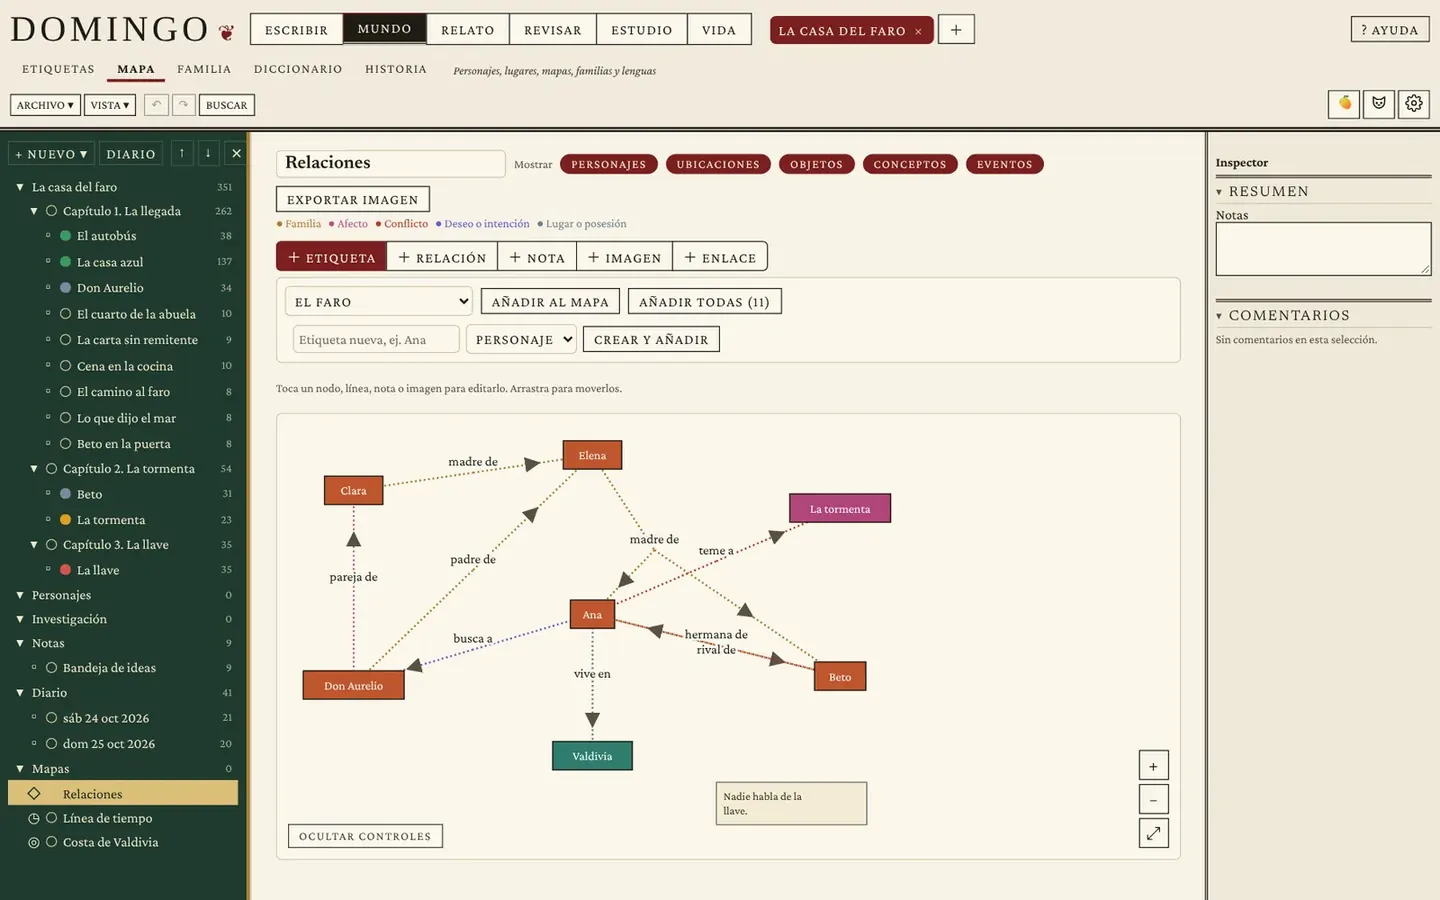 DOMINGO ❦
ESCRIBIR MUNDO RELATO REVISAR ESTUDIO VIDA
LA CASA DEL FARO × +
? AYUDA
ETIQUETAS MAPA FAMILIA DICCIONARIO HISTORIA
Personajes, lugares, mapas, familias y lenguas
ARCHIVO ▾ VISTA ▾ ↶ ↷ BUSCAR
+ NUEVO ▾ DIARIO ↑ ↓ ×
▼ La casa del faro 351
▼ Capítulo 1. La llegada 262
El autobús 38
La casa azul 137
Don Aurelio 34
El cuarto de la abuela 10
La carta sin remitente 9
Cena en la cocina 10
El camino al faro 8
Lo que dijo el mar 8
Beto en la puerta 8
▼ Capítulo 2. La tormenta 54
Beto 31
La tormenta 23
▼ Capítulo 3. La llave 35
La llave 35
▼ Personajes 0
▼ Investigación 0
▼ Notas 9
Bandeja de ideas 9
▼ Diario 41
sáb 24 oct 2026 21
dom 25 oct 2026 20
▼ Mapas 0
Relaciones
Línea de tiempo
Costa de Valdivia
Relaciones
Mostrar PERSONAJES UBICACIONES OBJETOS CONCEPTOS EVENTOS
EXPORTAR IMAGEN
● Familia ● Afecto ● Conflicto ● Deseo o intención ● Lugar o posesión
+ ETIQUETA + RELACIÓN + NOTA + IMAGEN + ENLACE
EL FARO AÑADIR AL MAPA AÑADIR TODAS (11)
Etiqueta nueva, ej. Ana PERSONAJE CREAR Y AÑADIR
Toca un nodo, línea, nota o imagen para editarlo. Arrastra para moverlos.
Elena
madre de
Clara
La tormenta
madre de
teme a
padre de
pareja de
Ana
hermana de
busca a
rival de
vive en
Beto
Don Aurelio
Valdivia
Nadie habla de la
llave.
+
−
OCULTAR CONTROLES
Inspector
▾ RESUMEN
Notas
▾ COMENTARIOS
Sin comentarios en esta selección.